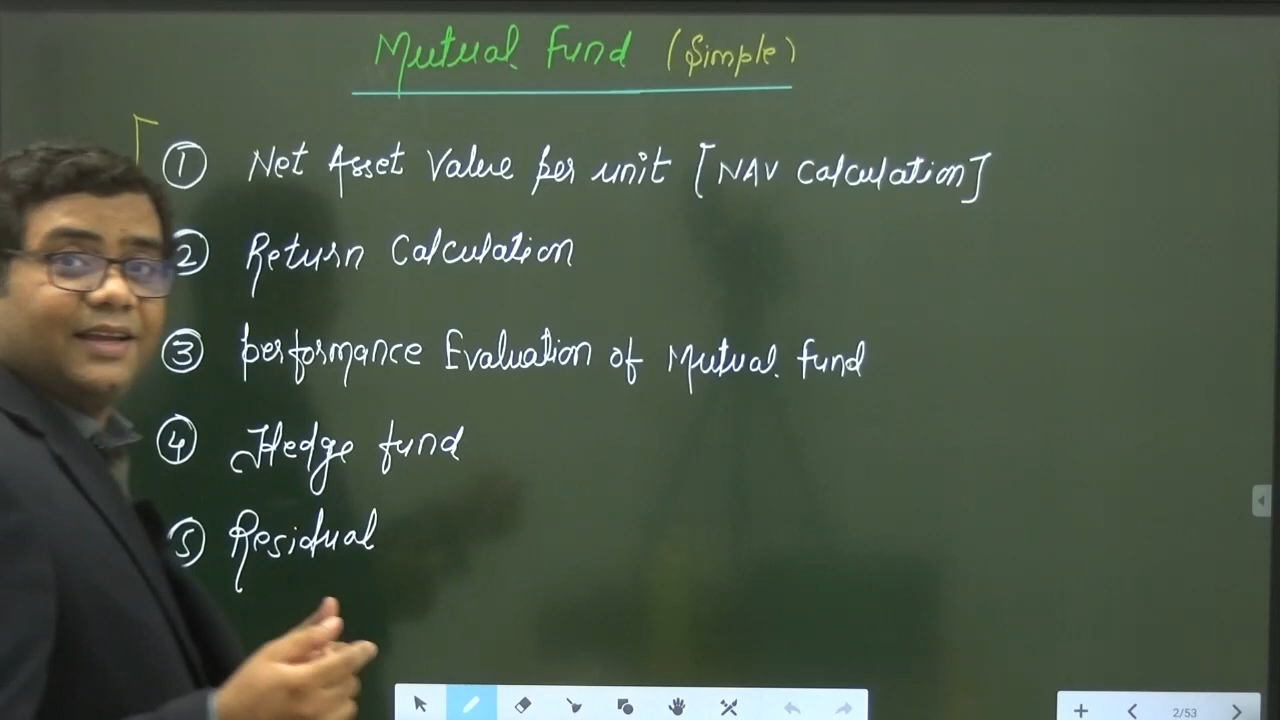 Mutual Fund (Simple)
① Net Asset Value per unit [NAV Calculation]
② Return Calculation
③ Performance Evaluation of Mutual fund
④ Hedge fund
⑤ Residual
2/53